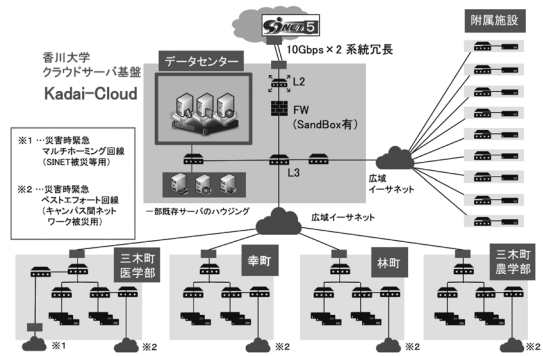 SINET 5
10Gbps×2 系統冗長
附属施設
香川大学
クラウドサーバ基盤
Kadai-Cloud
データセンター
L2
FW
(SandBox有)
L3
※1 …災害時緊急
マルチホーミング回線
(SINET被災等用)
※2 …災害時緊急
ベストエフォート回線
(キャンパス間ネット
ワーク被災用)
一部既存サーバのハウジング
広域
イーサネット
広域イーサネット
三木町
医学部
幸町
林町
三木町
農学部
※1
※2
※2
※2
※2